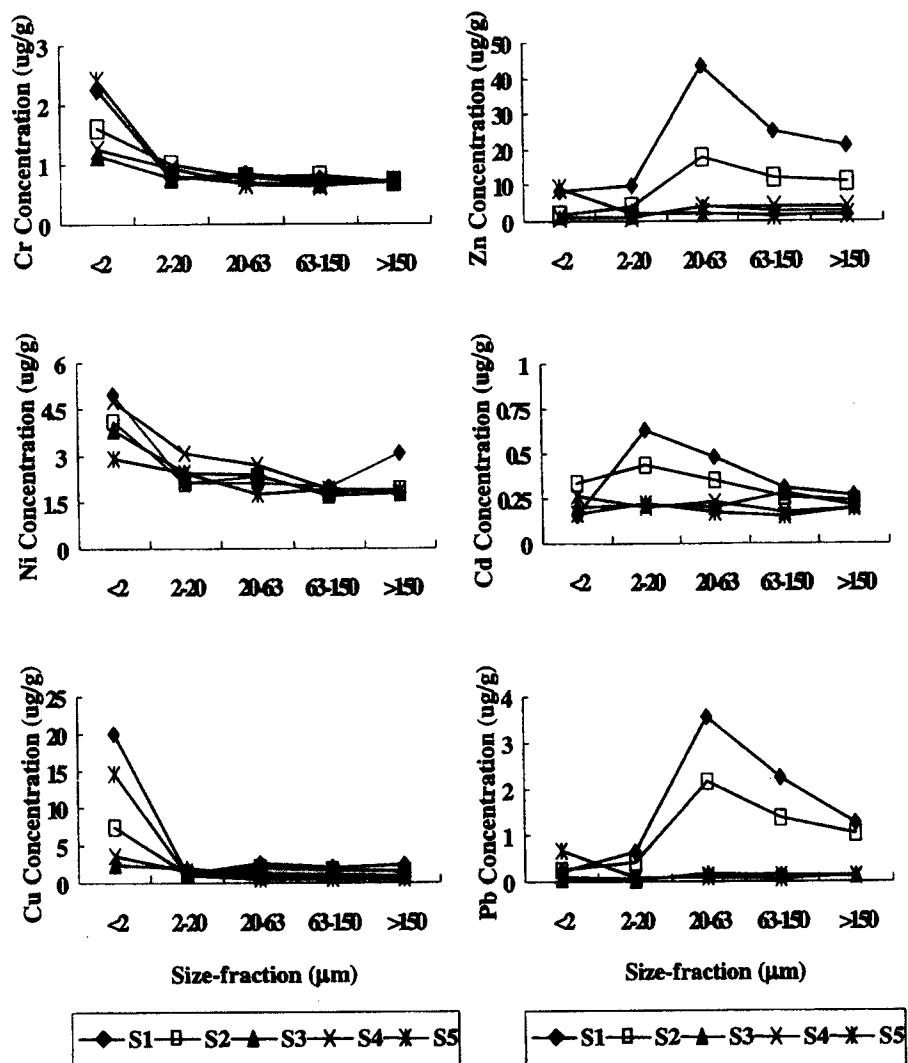 Cr Concentration (ug/g)
3
2
1
0
<2 2-20 20-63 63-150 >150
Zn Concentration (ug/g)
50
40
30
20
10
0
<2 2-20 20-63 63-150 >150
Ni Concentration (ug/g)
6
4.5
3
1.5
0
<2 2-20 20-63 63-150 >150
Cd Concentration (ug/g)
1
0.75
0.5
0.25
0
<2 2-20 20-63 63-150 >150
Cu Concentration (ug/g)
25
20
15
10
5
0
<2 2-20 20-63 63-150 >150
Size-fraction (μm)
Pb Concentration (ug/g)
4
3
2
1
0
<2 2-20 20-63 63-150 >150
Size-fraction (μm)
S1 S2 S3 S4 S5
S1 S2 S3 S4 S5